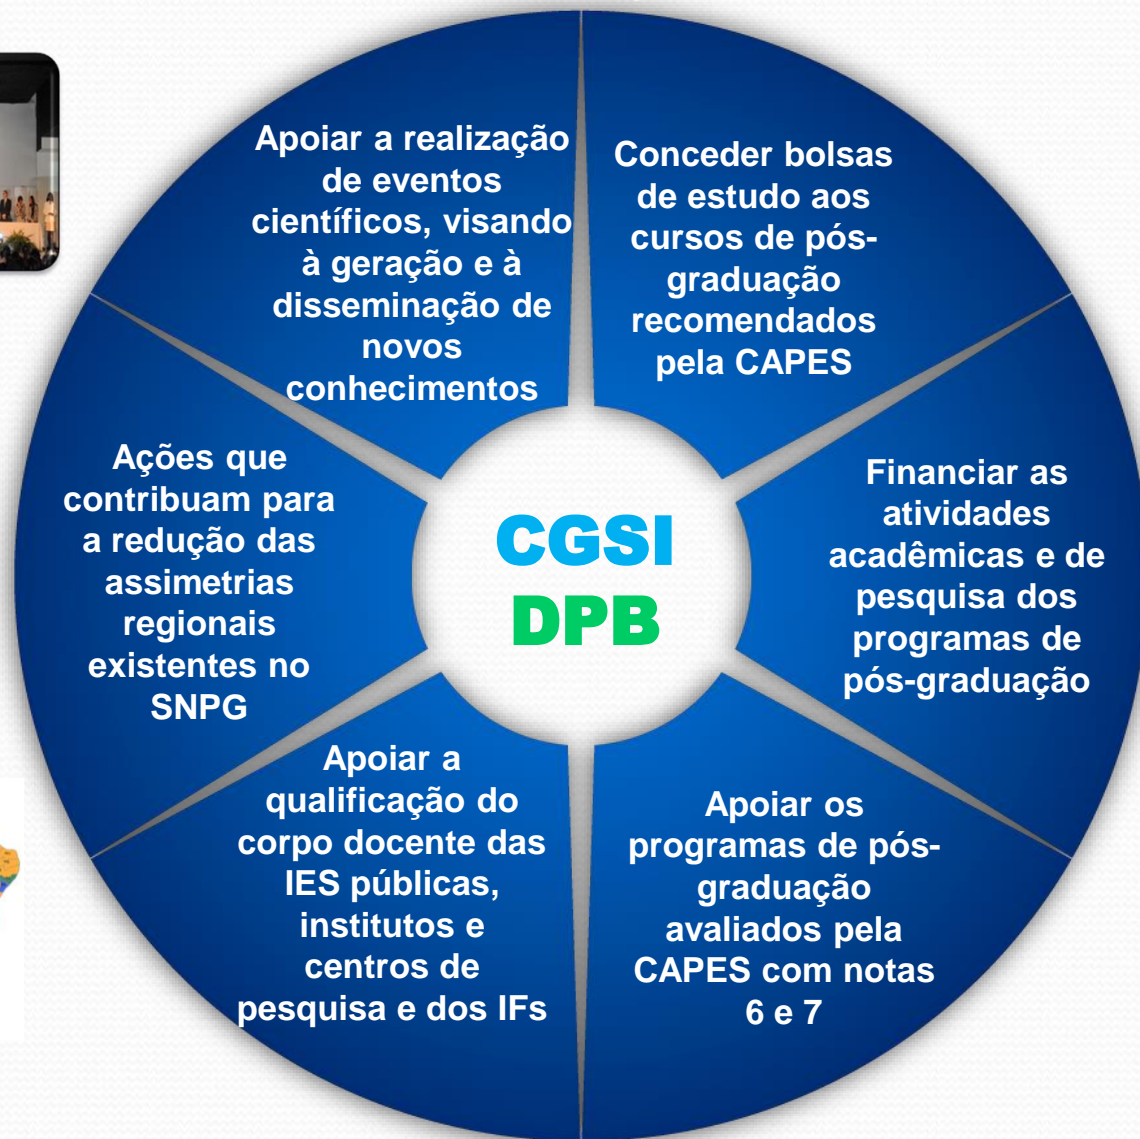 Apoiar a realização
de eventos
científicos, visando
à geração e à
disseminação de
novos
conhecimentos
Conceder bolsas
de estudo aos
cursos de pós-
graduação
recomendados
pela CAPES
Ações que
contribuam para
a redução das
assimetrias
regionais
existentes no
SNPG
CGSI
DPB
Financiar as
atividades
acadêmicas e de
pesquisa dos
programas de
pós-graduação
Apoiar a
qualificação do
corpo docente das
IES públicas,
institutos e
centros de
pesquisa e dos IFs
Apoiar os
programas de pós-
graduação
avaliados pela
CAPES com notas
6 e 7